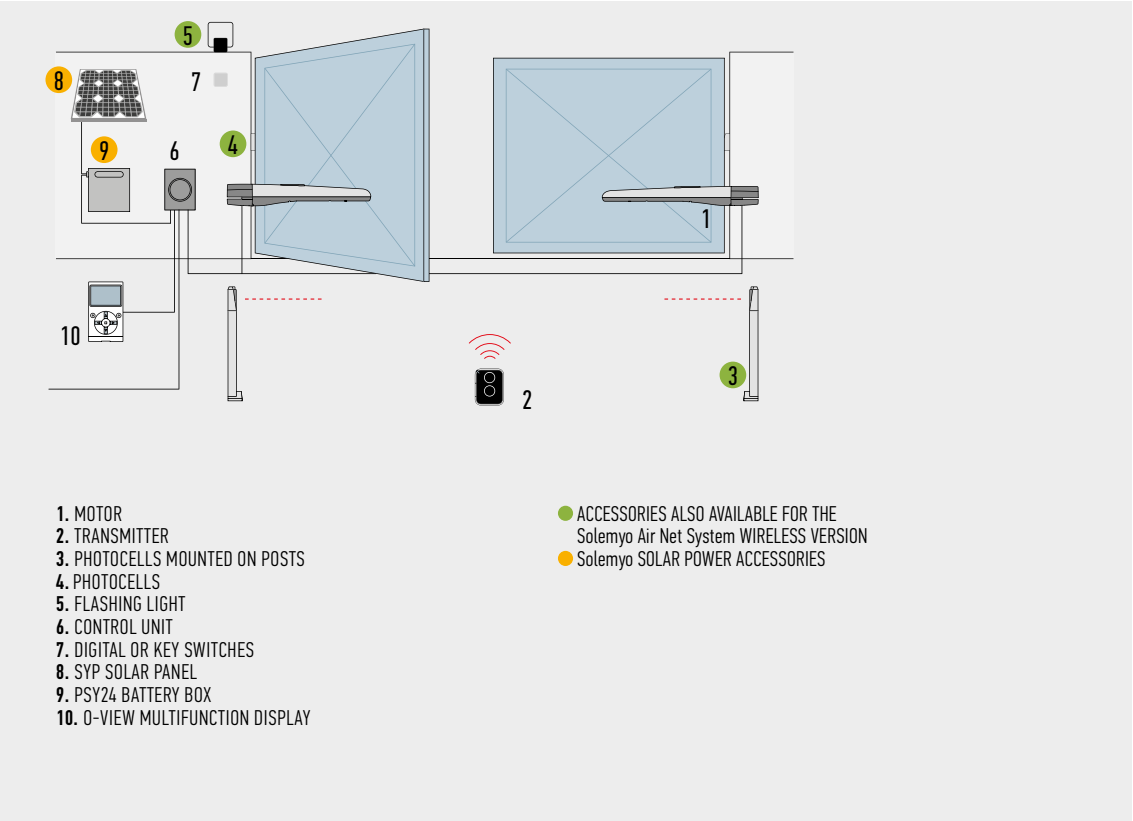 5
8
7
9
6
4
1
10
3
2
1. MOTOR
2. TRANSMITTER
3. PHOTOCELLS MOUNTED ON POSTS
4. PHOTOCELLS
5. FLASHING LIGHT
6. CONTROL UNIT
7. DIGITAL OR KEY SWITCHES
8. SYP SOLAR PANEL
9. PSY24 BATTERY BOX
10. O-VIEW MULTIFUNCTION DISPLAY
ACCESSORIES ALSO AVAILABLE FOR THE
Solemyo Air Net System WIRELESS VERSION
Solemyo SOLAR POWER ACCESSORIES